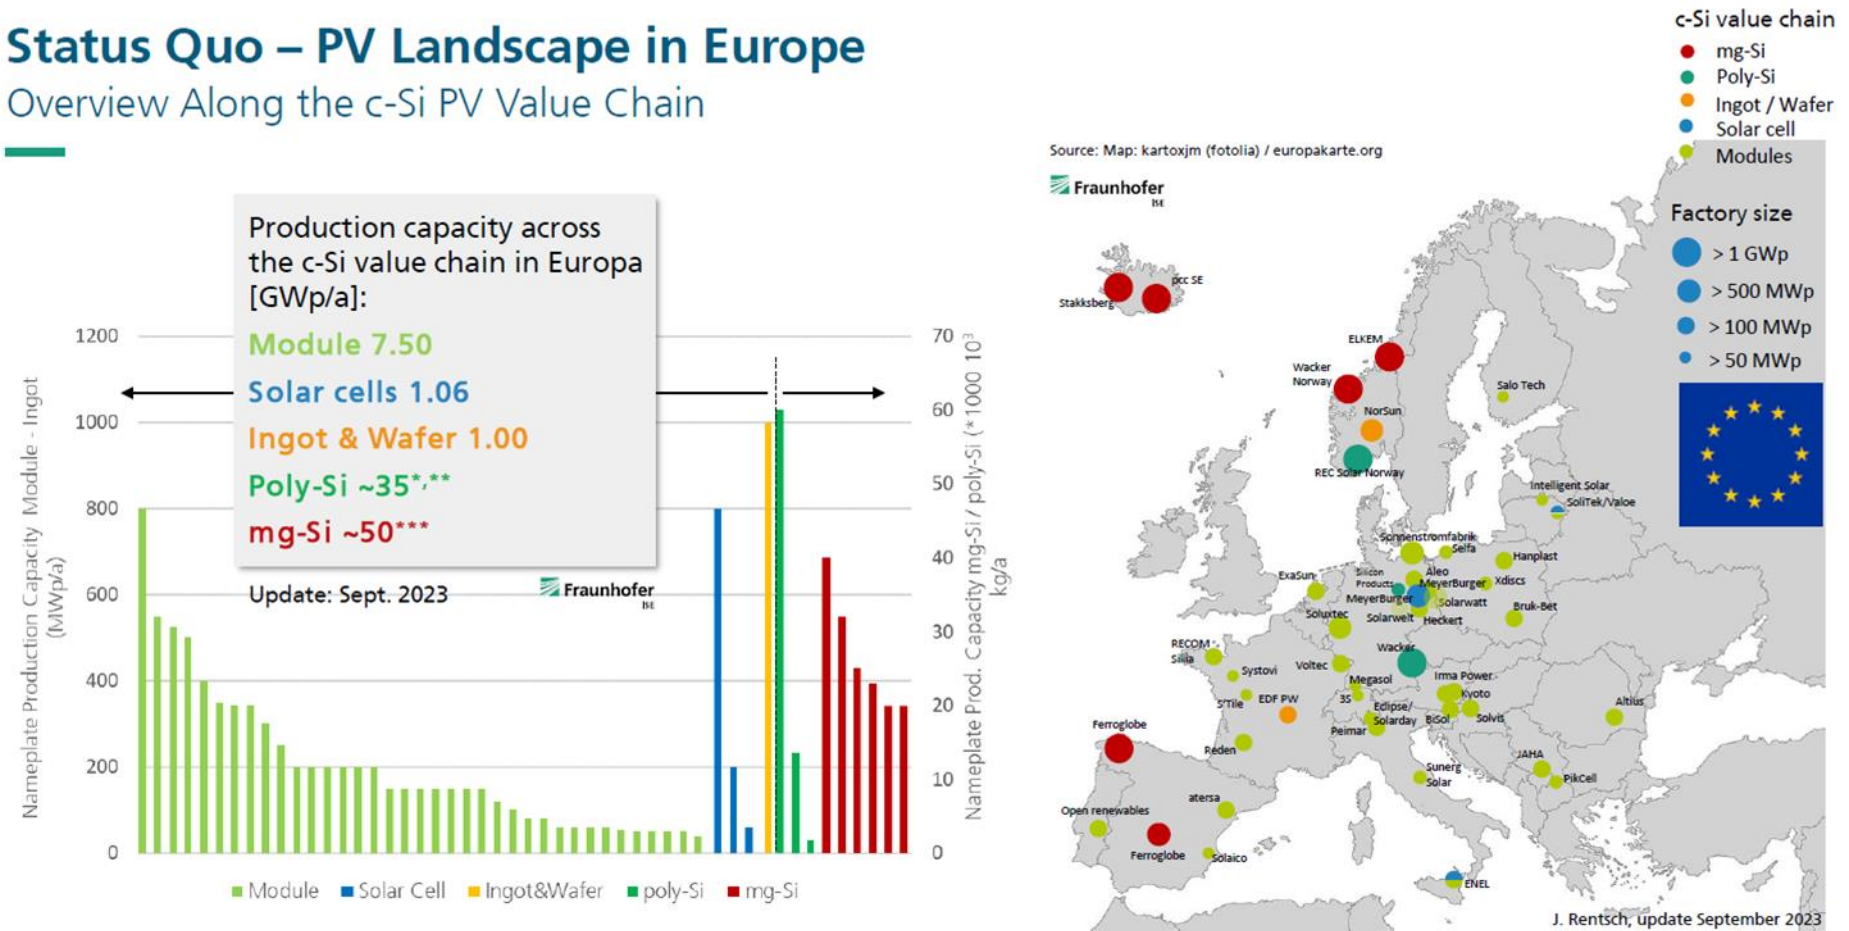 Status Quo – PV Landscape in Europe
Overview Along the c-Si PV Value Chain
Production capacity across
the c-Si value chain in Europa
[GWp/a]:
Module 7.50
Solar cells 1.06
Ingot & Wafer 1.00
Poly-Si ~35*,**
mg-Si ~50***
Update: Sept. 2023
Fraunhofer
ISE
Nameplate Production Capacity Module - Ingot
(MWp/a)
1200
1000
800
600
400
200
0
70
60
50
40
30
20
10
0
Nameplate Prod. Capacity mg-Si / poly-Si (*1000 10³
kg/a
Module
Solar Cell
Ingot&Wafer
poly-Si
mg-Si
c-Si value chain
mg-Si
Poly-Si
Ingot / Wafer
Solar cell
Modules
Source: Map: kartoxjm (fotolia) / europakarte.org
Fraunhofer
ISE
Factory size
> 1 GWp
> 500 MWp
> 100 MWp
> 50 MWp
Stakksberg
pcc SE
ELKEM
Wacker
Norway
NorSun
REC Solar Norway
Salo Tech
Intelligent Solar
SoliTek/Valoe
Sonnenstromfabrik
Selfa
Hanplast
ExaSun
Silicon
Products
Aleo
MeyerBurger
Xdiscs
MeyerBurger
Solarwatt
Soluxtec
Solarwelt
Heckert
Bruk-Bet
RECOM
Sillia
Systovi
Voltec
Wacker
Megasol
Irma Power
S'Tile
EDF PW
3S
Kyoto
Edlipse/
Solarday
BiSol
Solvis
Altius
Peimar
Ferroglobe
Reden
JAHA
PikCell
Sunerg
Solar
atersa
Open renewables
Ferroglobe
Solaico
ENEL
J. Rentsch, update September 2023